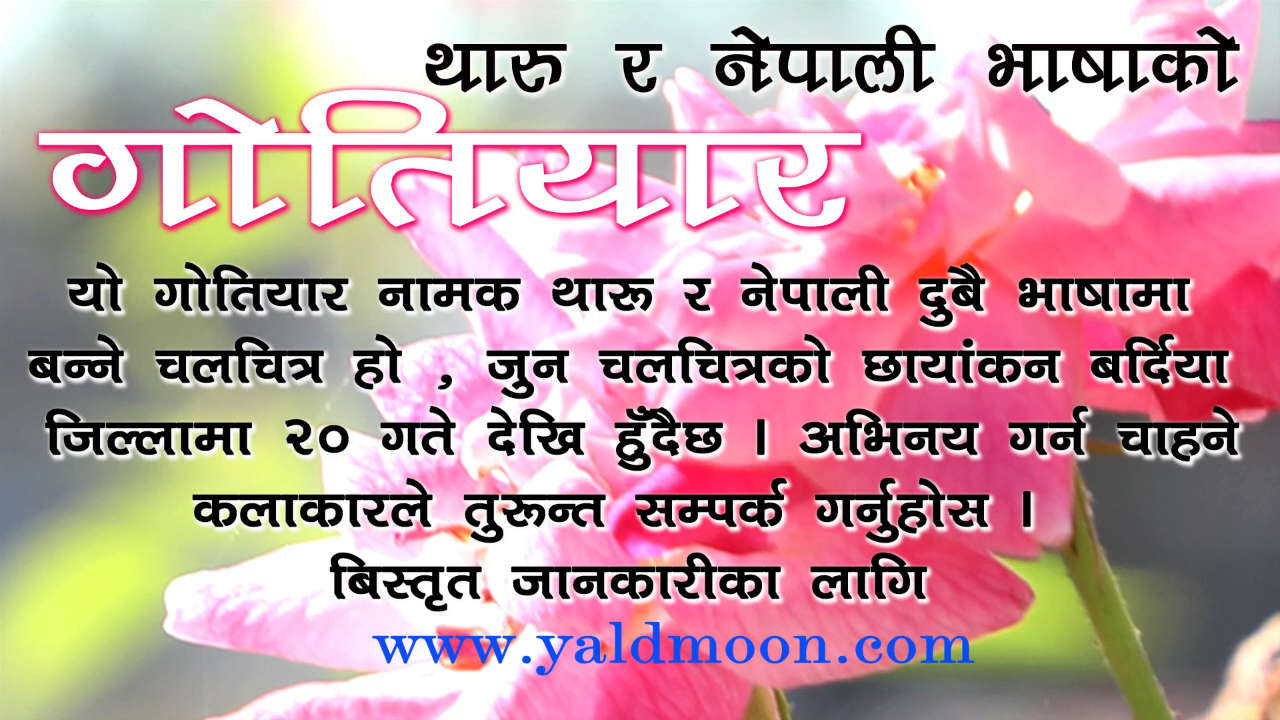 थारु र नेपाली भाषाको
गोतियार
यो गोतियार नामक थारू र नेपाली दुबै भाषामा
बन्ने चलचित्र हो , जुन चलचित्रको छायांकन बर्दिया
जिल्लामा २० गते देखि हुँदैछ । अभिनय गर्न चाहने
कलाकारले तुरून्त सम्पर्क गर्नुहोस ।
बिस्तृत जानकारीका लागि
www.yaldmoon.com